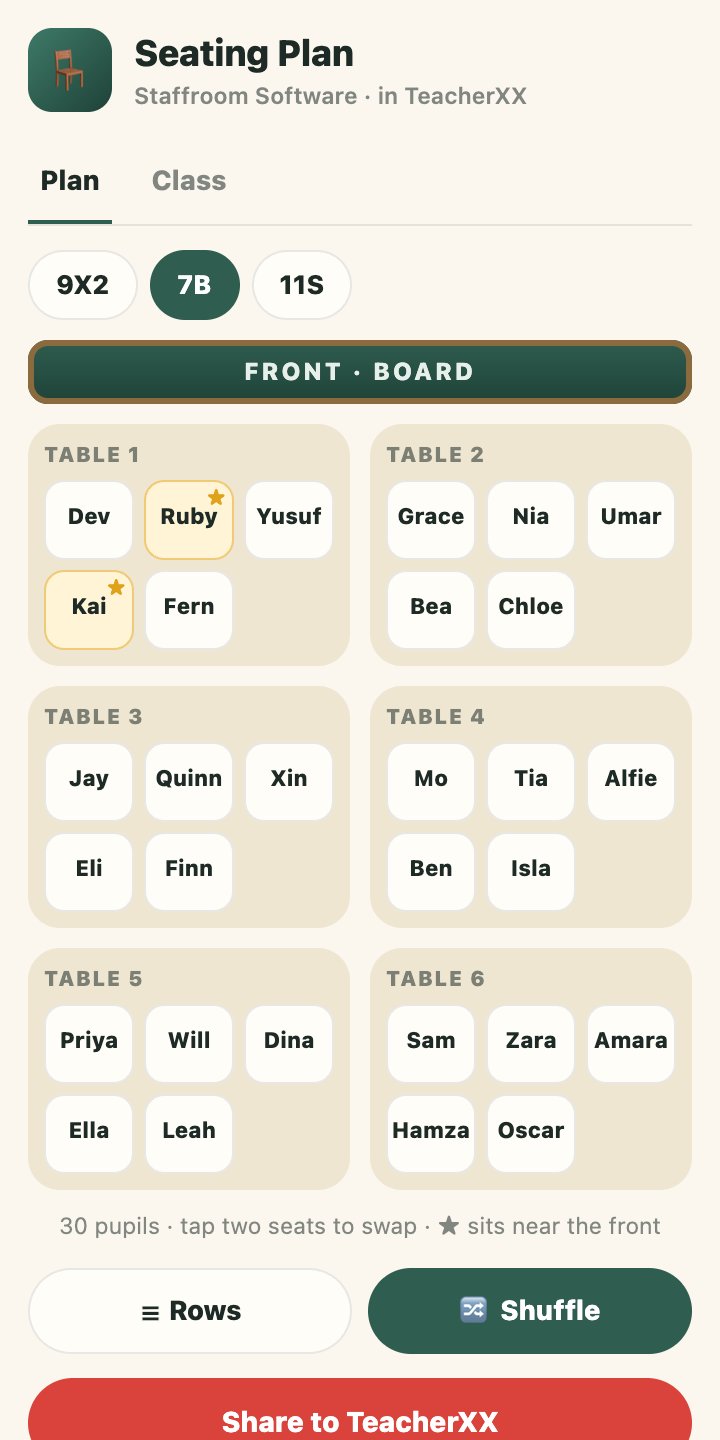 Seating Plan
Staffroom Software · in TeacherXX
Plan Class
9X2 7B 11S
FRONT · BOARD
TABLE 1
Dev Ruby Yusuf
Kai Fern
TABLE 2
Grace Nia Umar
Bea Chloe
TABLE 3
Jay Quinn Xin
Eli Finn
TABLE 4
Mo Tia Alfie
Ben Isla
TABLE 5
Priya Will Dina
Ella Leah
TABLE 6
Sam Zara Amara
Hamza Oscar
30 pupils · tap two seats to swap · ★ sits near the front
≡ Rows 🔀 Shuffle
Share to TeacherXX